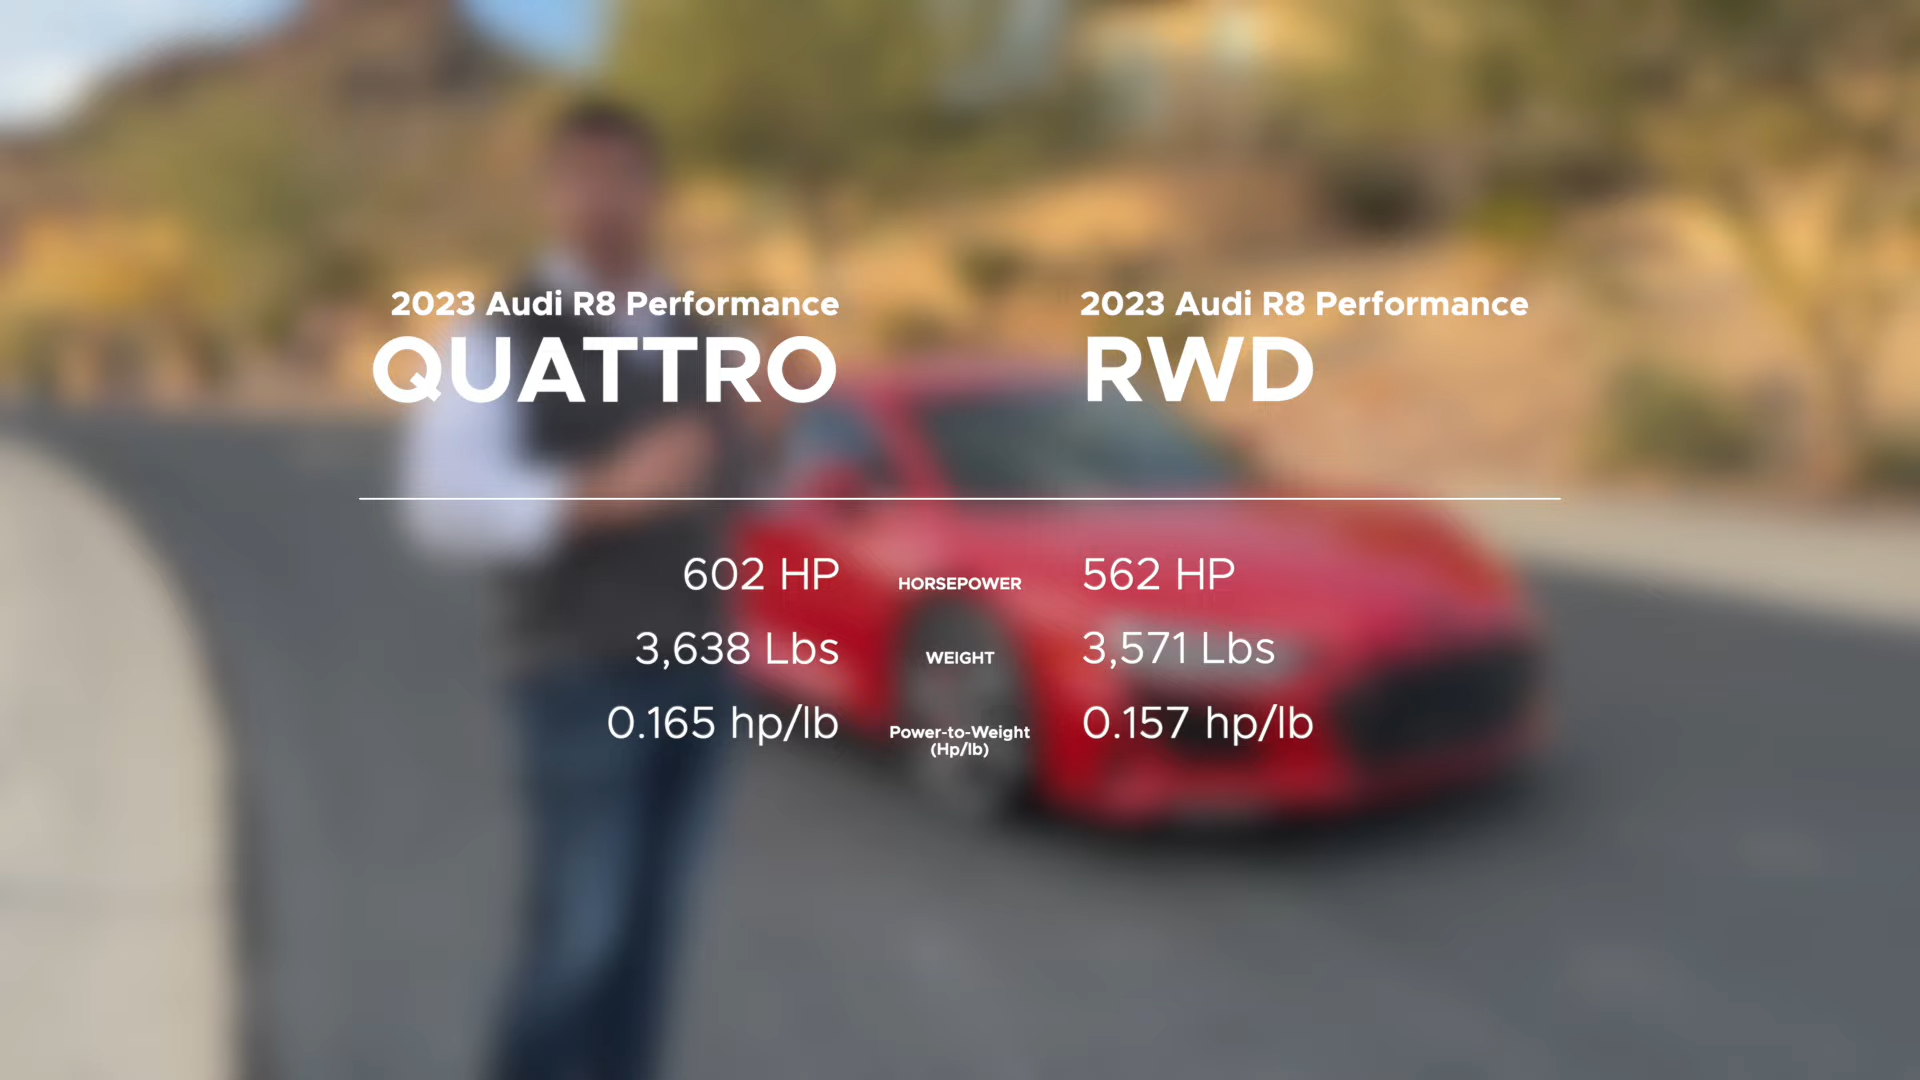 2023 Audi R8 Performance
QUATTRO
2023 Audi R8 Performance
RWD
602 HP HORSEPOWER 562 HP
3,638 Lbs WEIGHT 3,571 Lbs
0.165 hp/lb Power-to-Weight 0.157 hp/lb
(Hp/lb)